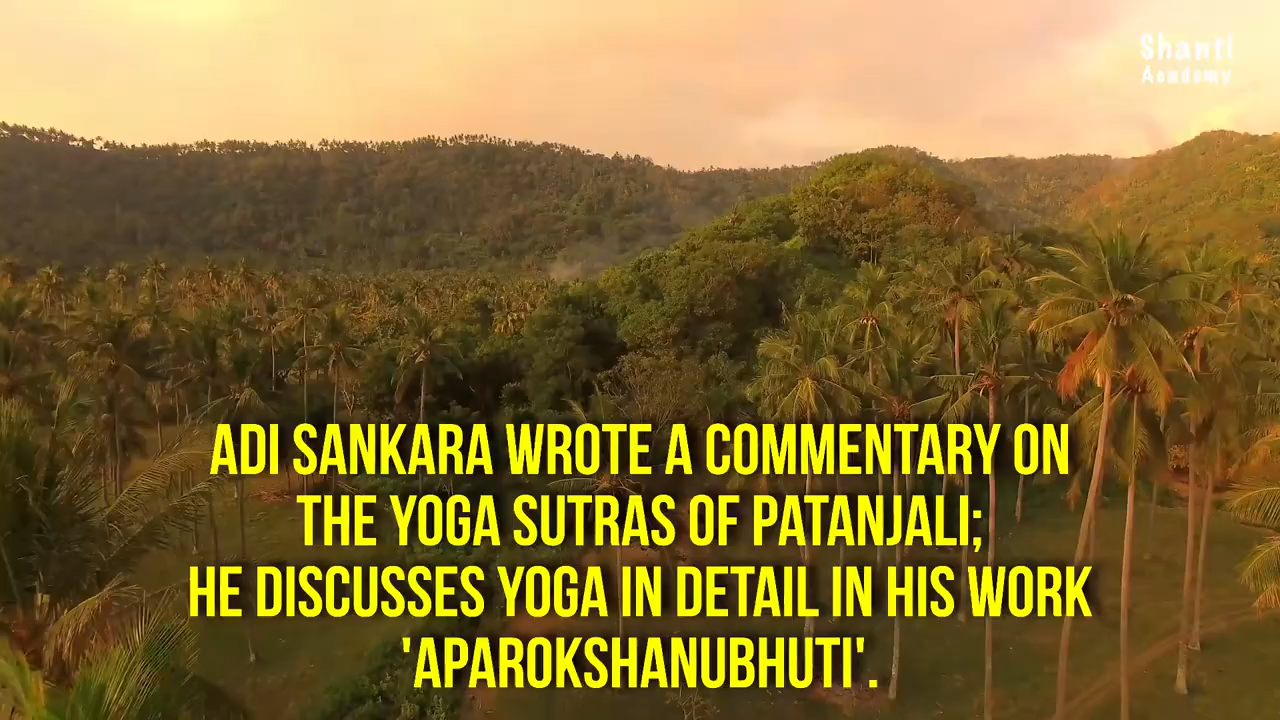 Shanti
Academy
ADI SANKARA WROTE A COMMENTARY ON
THE YOGA SUTRAS OF PATANJALI;
HE DISCUSSES YOGA IN DETAIL IN HIS WORK
'APAROKSHANUBHUTI'.